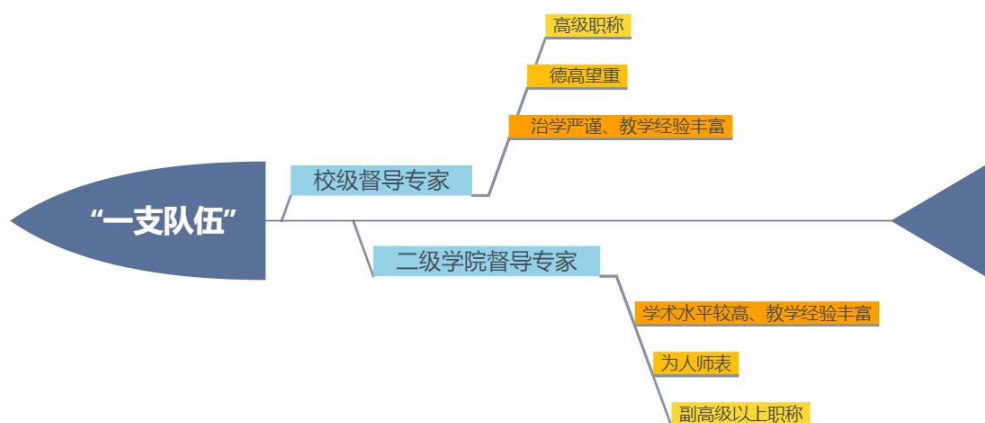 高级职称
德高望重
治学严谨、教学经验丰富
校级督导专家
“一支队伍”
二级学院督导专家
学术水平较高、教学经验丰富
为人师表
副高级以上职称